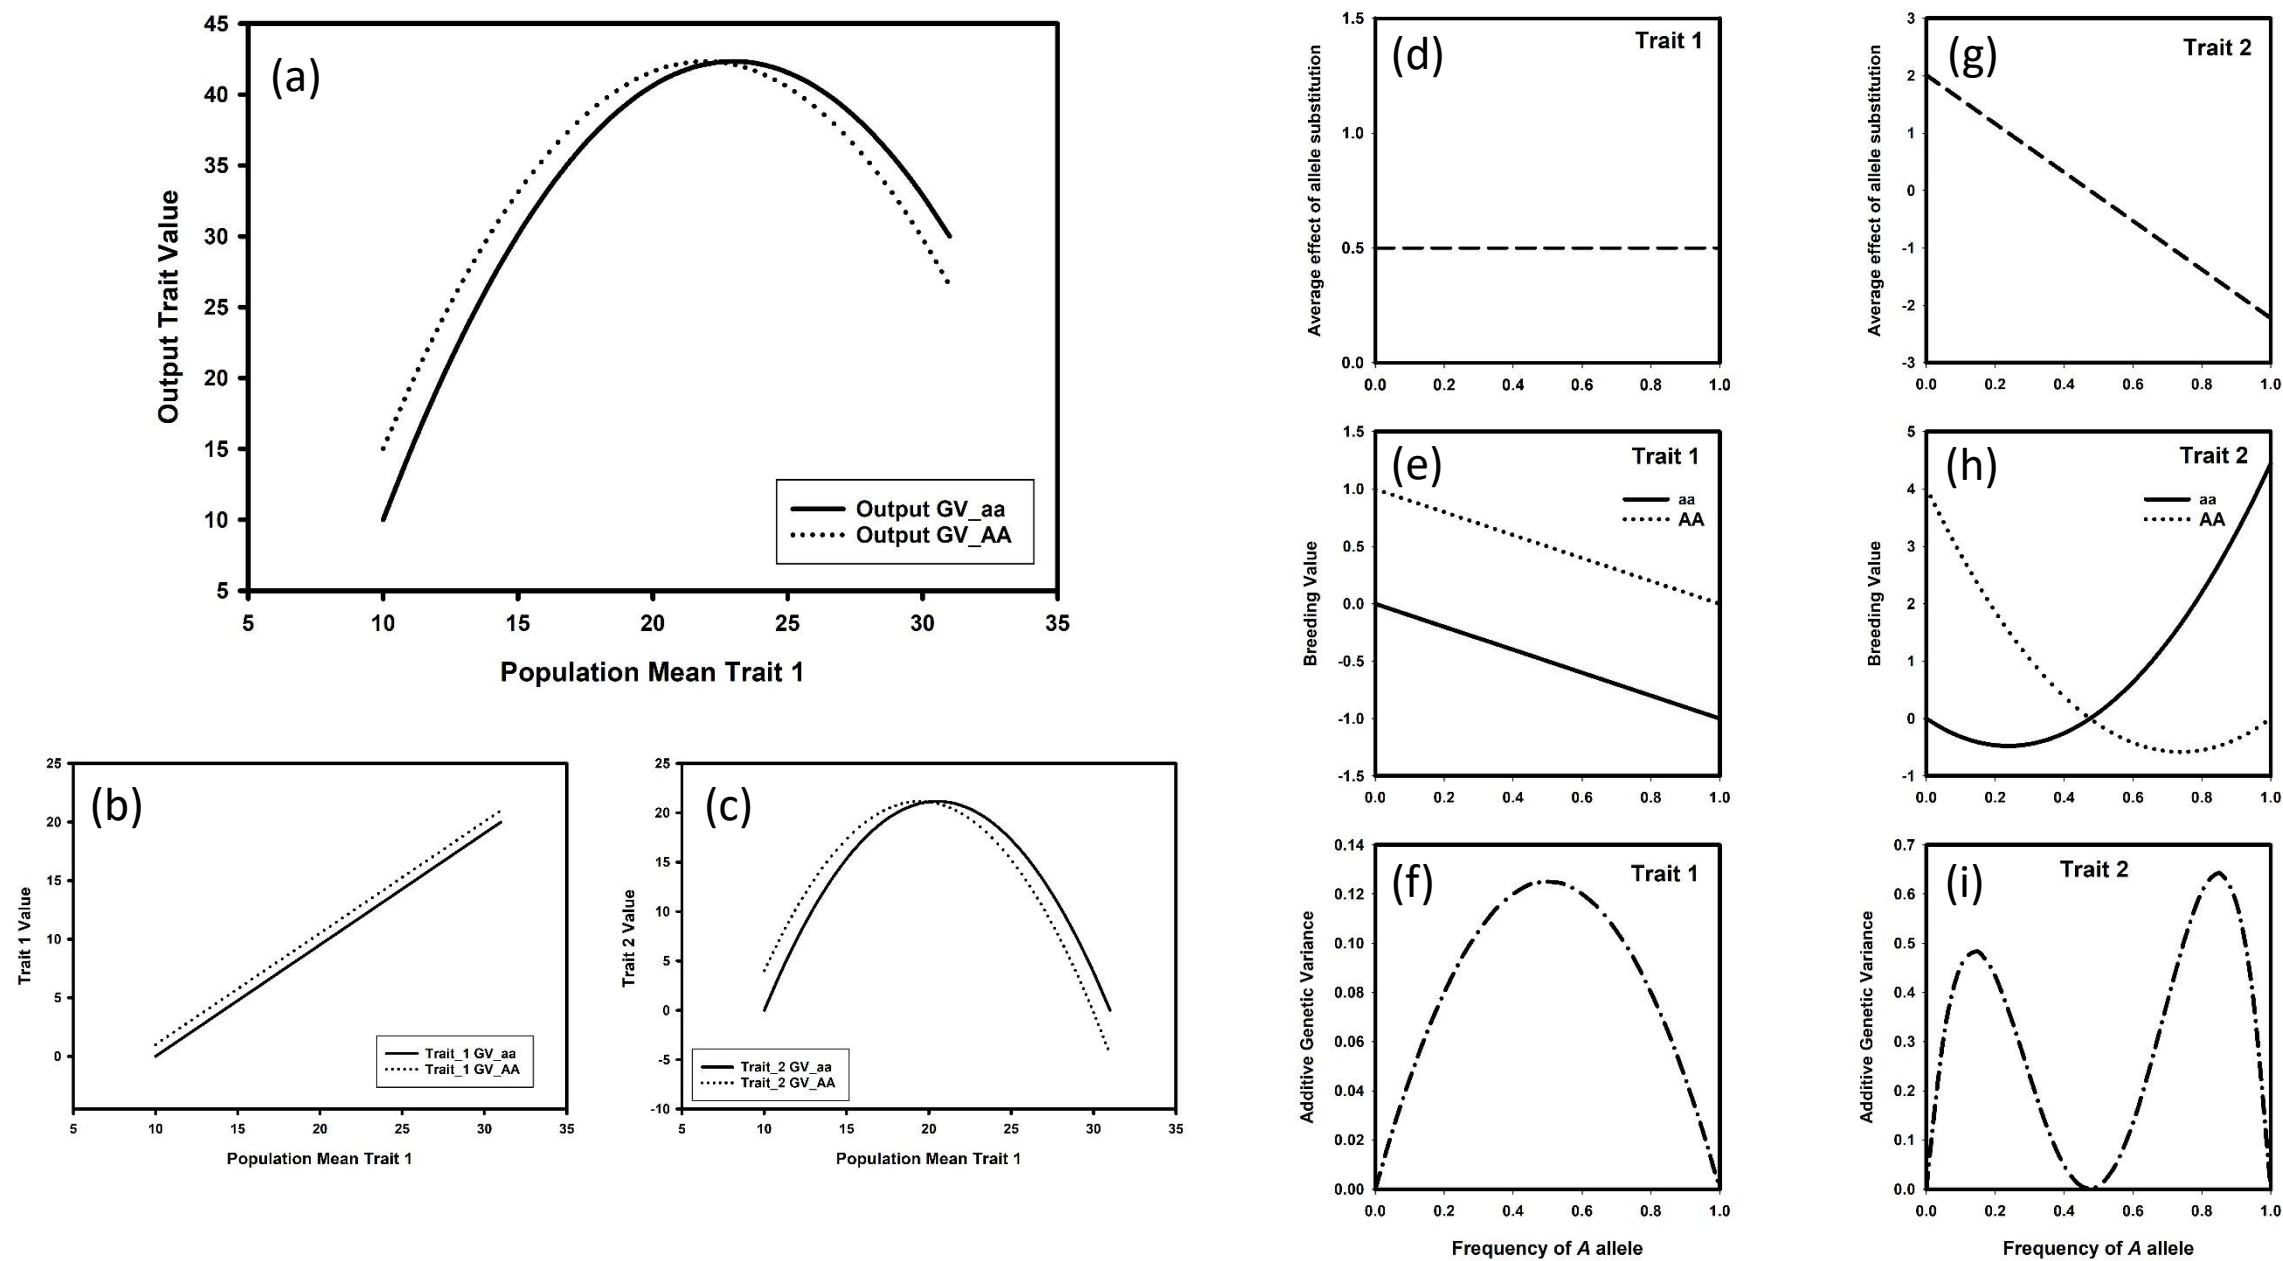 (a)
45
40
35
30
25
20
15
10
5
Output Trait Value
Output GV_aa
Output GV_AA
5 10 15 20 25 30 35
Population Mean Trait 1
(b)
25
20
15
10
5
0
Trait 1 Value
Trait_1 GV_aa
Trait_1 GV_AA
5 10 15 20 25 30 35
Population Mean Trait 1
(c)
25
20
15
10
5
0
-5
-10
Trait 2 Value
Trait_2 GV_aa
Trait_2 GV_AA
5 10 15 20 25 30 35
Population Mean Trait 1
(d)
Trait 1
1.5
1.0
0.5
0.0
Average effect of allele substitution
0.0 0.2 0.4 0.6 0.8 1.0
(e)
Trait 1
aa
AA
1.5
1.0
0.5
0.0
-0.5
-1.0
-1.5
Breeding Value
0.0 0.2 0.4 0.6 0.8 1.0
(f)
Trait 1
0.14
0.12
0.10
0.08
0.06
0.04
0.02
0.00
Additive Genetic Variance
0.0 0.2 0.4 0.6 0.8 1.0
Frequency of A allele
(g)
Trait 2
3
2
1
0
-1
-2
-3
Average effect of allele substitution
0.0 0.2 0.4 0.6 0.8 1.0
(h)
Trait 2
aa
AA
5
4
3
2
1
0
-1
Breeding Value
0.0 0.2 0.4 0.6 0.8 1.0
(i)
Trait 2
0.7
0.6
0.5
0.4
0.3
0.2
0.1
0.0
Additive Genetic Variance
0.0 0.2 0.4 0.6 0.8 1.0
Frequency of A allele